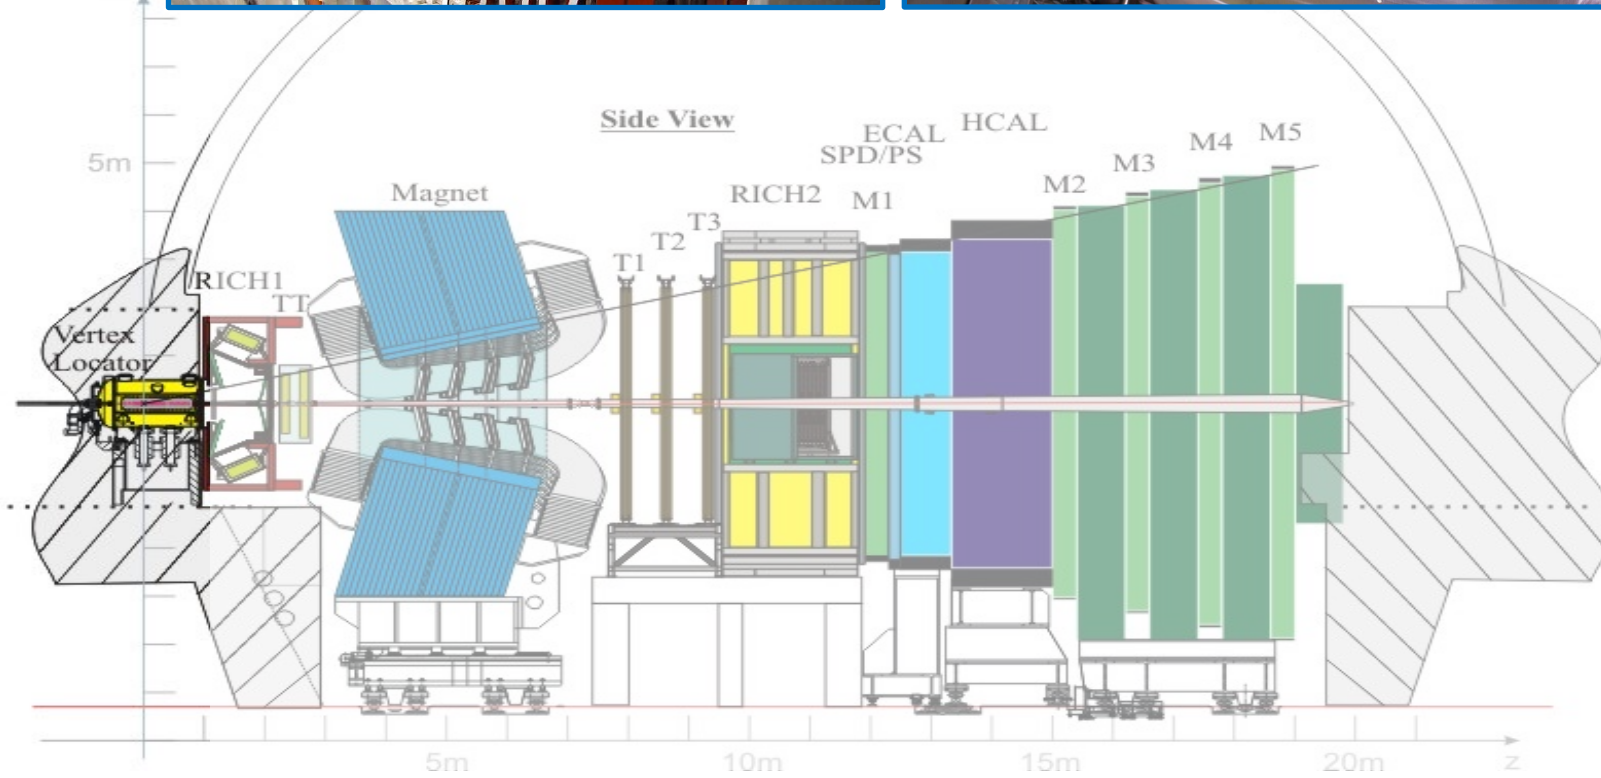 Side View
ECAL
HCAL
SPD/PS
M5
M4
M3
M2
5m
Magnet
RICH2
M1
T3
T2
T1
RICH1
TT
Vertex
Locator
5m
10m
15m
20m
z